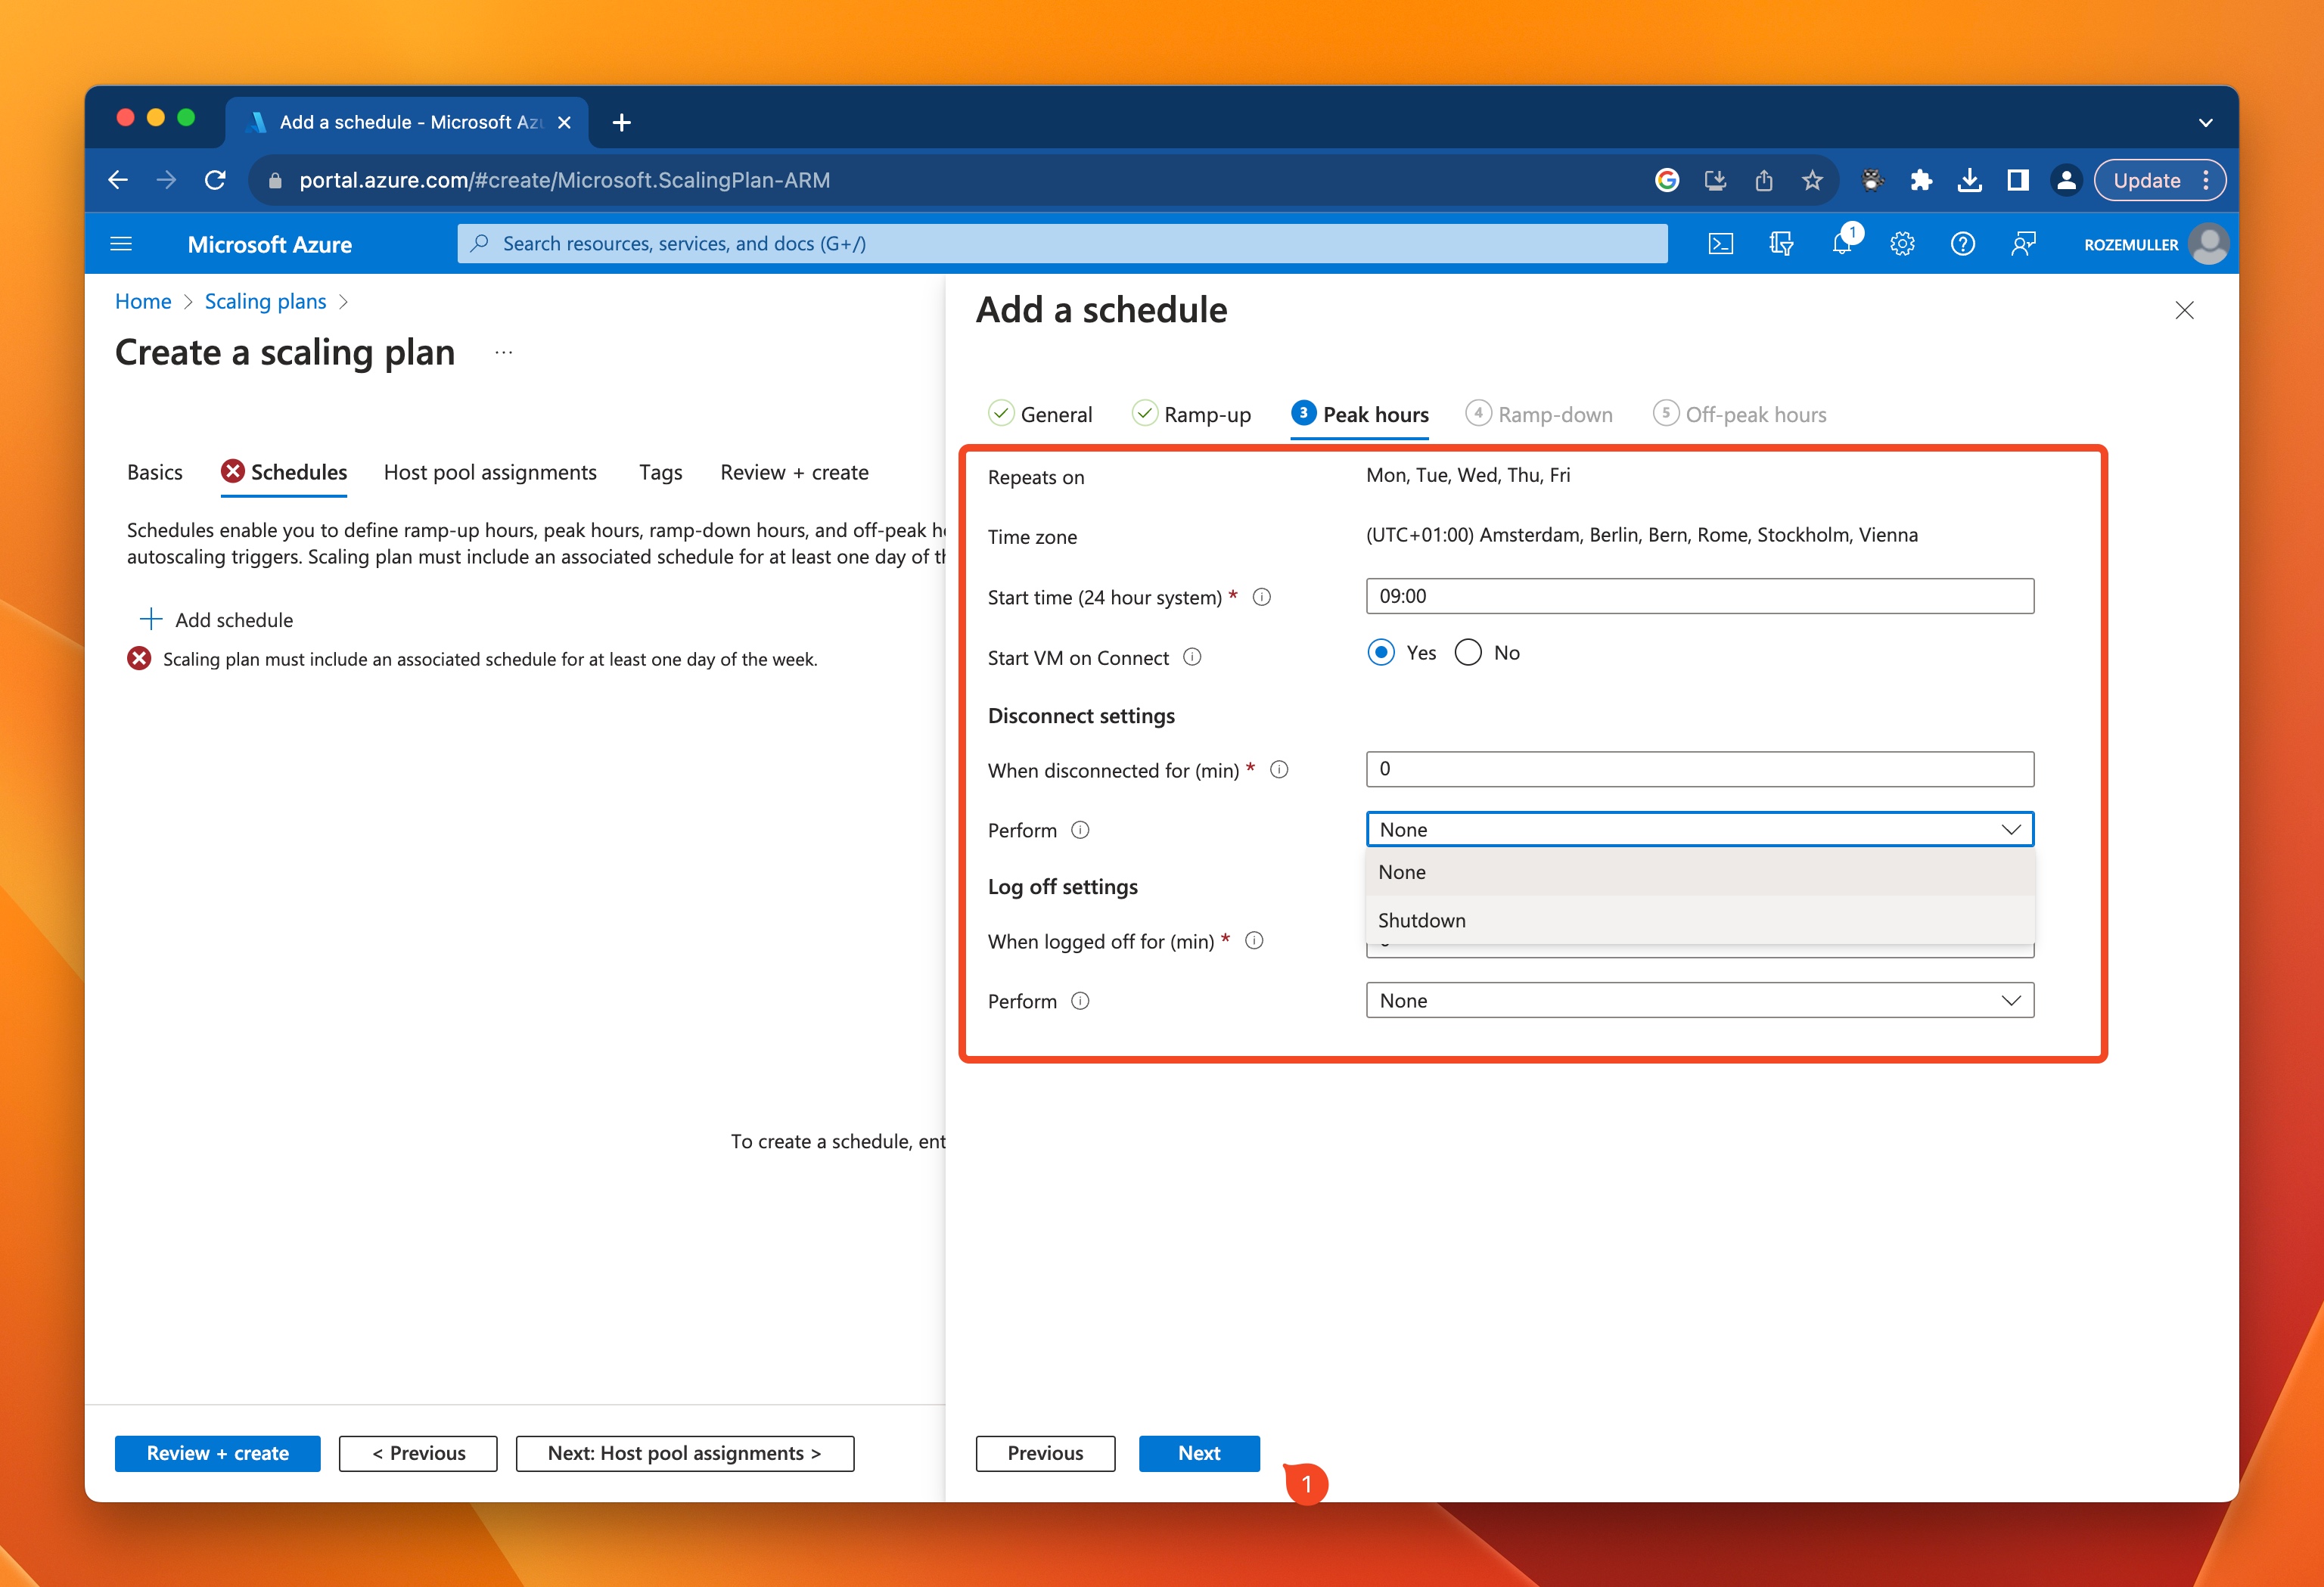 Add a schedule - Microsoft Azu
portal.azure.com/#create/Microsoft.ScalingPlan-ARM
Update
Microsoft Azure
Search resources, services, and docs (G+/)
1
ROZEMULLER
Home > Scaling plans >
Create a scaling plan ...
Basics Schedules Host pool assignments Tags Review + create
Schedules enable you to define ramp-up hours, peak hours, ramp-down hours, and off-peak
autoscaling triggers. Scaling plan must include an associated schedule for at least one day of
Add schedule
Scaling plan must include an associated schedule for at least one day of the week.
To create a schedule, ent
Review + create
< Previous
Next: Host pool assignments >
Add a schedule
General Ramp-up 3 Peak hours 4 Ramp-down 5 Off-peak hours
Repeats on Mon, Tue, Wed, Thu, Fri
Time zone (UTC+01:00) Amsterdam, Berlin, Bern, Rome, Stockholm, Vienna
Start time (24 hour system) * 09:00
Start VM on Connect Yes No
Disconnect settings
When disconnected for (min) * 0
Perform None
None
Log off settings
Shutdown
When logged off for (min) *
Perform None
Previous
Next
1